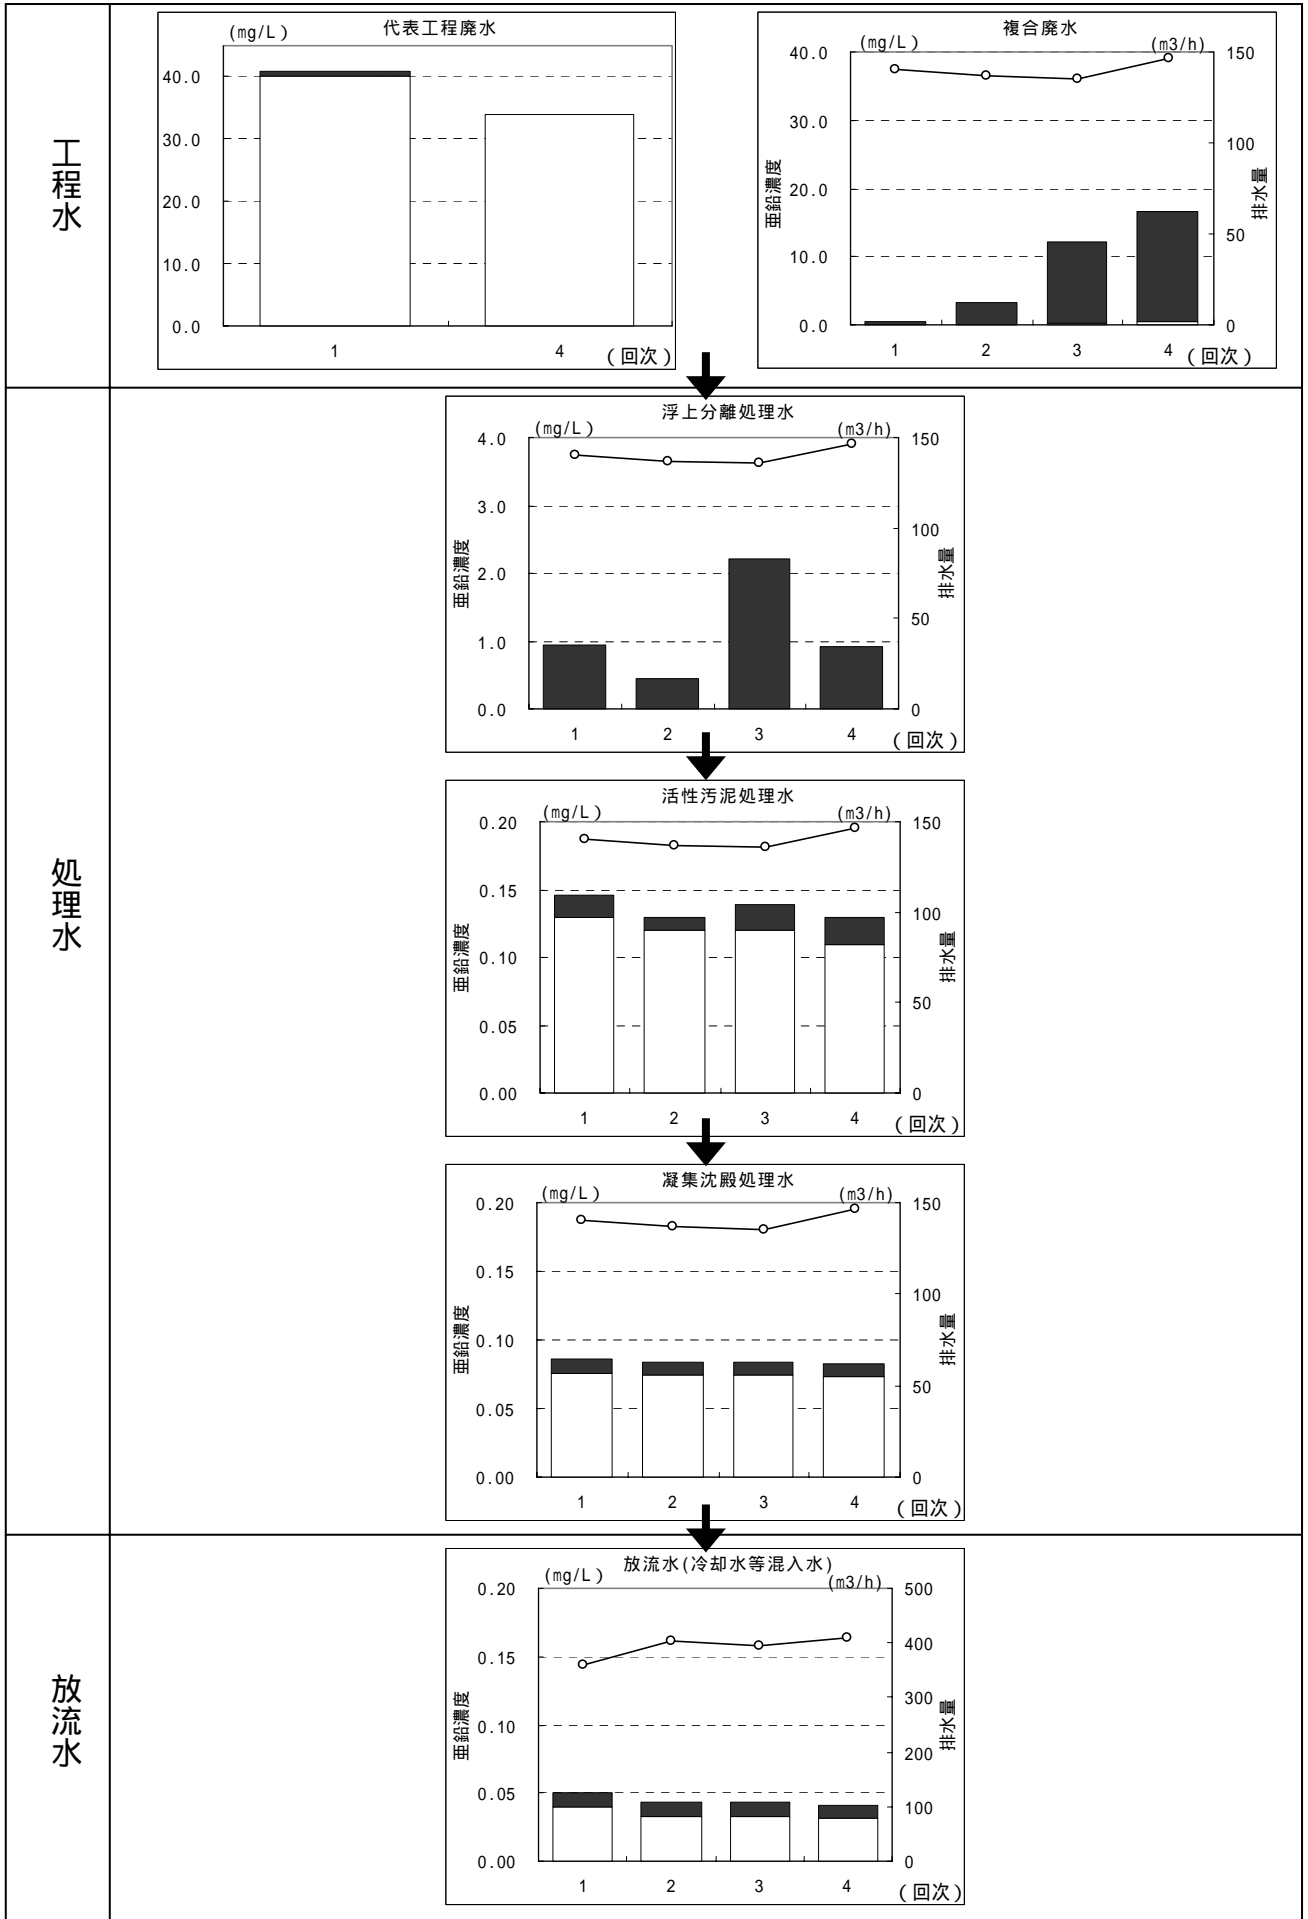 工程水
代表工程廃水
(mg/L)
40.0
30.0
20.0
10.0
0.0
1 4 (回次)
複合廃水
(mg/L) (m3/h)
亜鉛濃度
40.0
30.0
20.0
10.0
0.0
150
100
50
0
排水量
1 2 3 4 (回次)
処理水
浮上分離処理水
(mg/L) (m3/h)
亜鉛濃度
4.0
3.0
2.0
1.0
0.0
150
100
50
0
排水量
1 2 3 4 (回次)
活性汚泥処理水
(mg/L) (m3/h)
亜鉛濃度
0.20
0.15
0.10
0.05
0.00
150
100
50
0
排水量
1 2 3 4 (回次)
凝集沈殿処理水
(mg/L) (m3/h)
亜鉛濃度
0.20
0.15
0.10
0.05
0.00
150
100
50
0
排水量
1 2 3 4 (回次)
放流水
放流水(冷却水等混入水)
(mg/L) (m3/h)
亜鉛濃度
0.20
0.15
0.10
0.05
0.00
500
400
300
200
100
0
排水量
1 2 3 4 (回次)